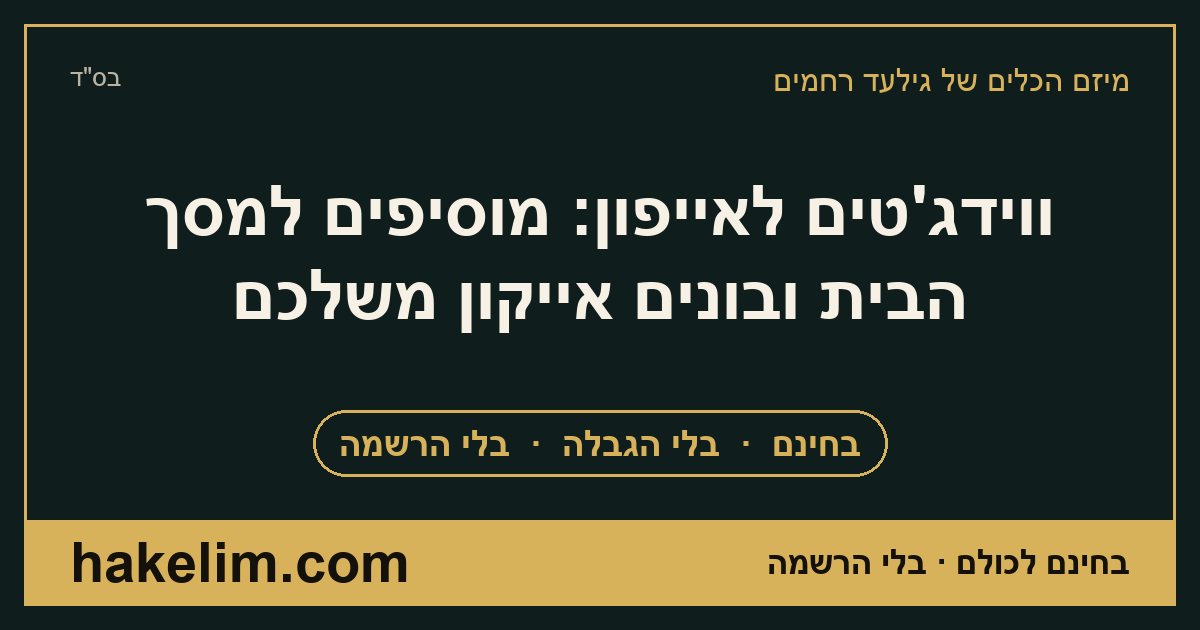 מיזם הכלים של גילעד רחמים
בס"ד
ווידג'טים לאייפון: מוסיפים למסך
הבית ובונים אייקון משלכם
בחינם · בלי הגבלה · בלי הרשמה
בחינם לכולם · בלי הרשמה
hakelim.com